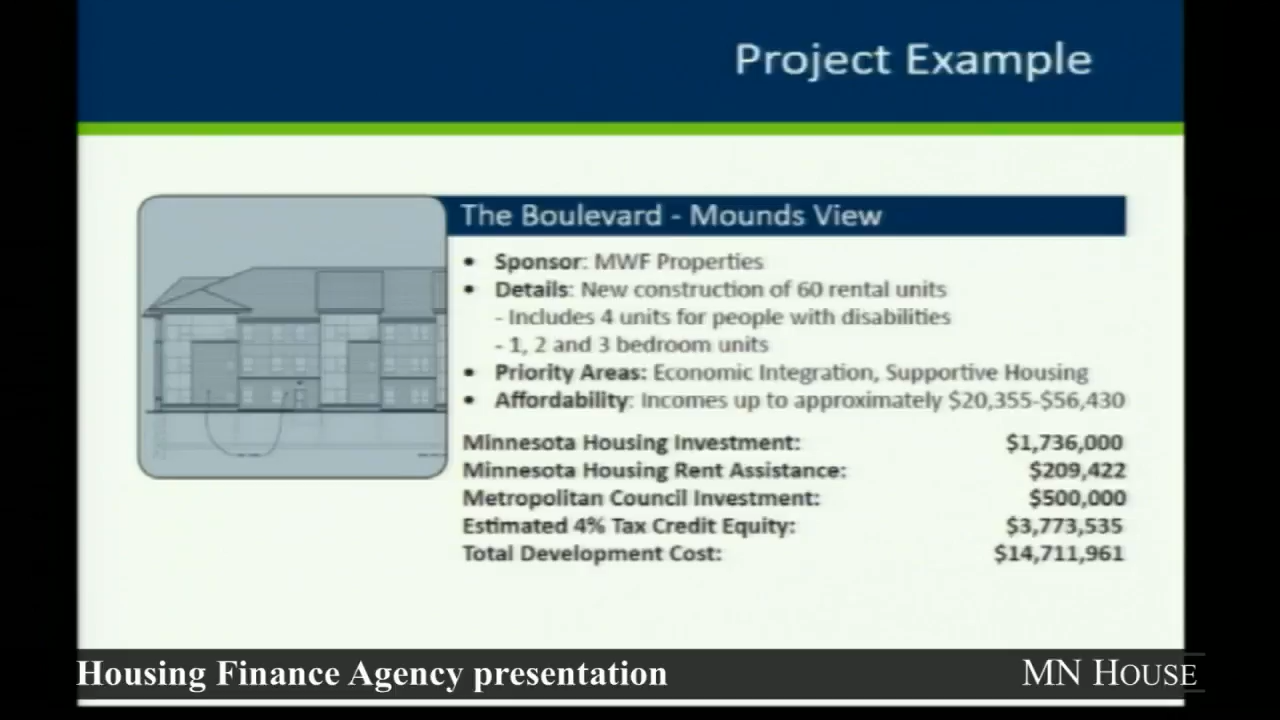 Project Example
The Boulevard - Mounds View
• Sponsor: MWF Properties
• Details: New construction of 60 rental units
- Includes 4 units for people with disabilities
- 1, 2 and 3 bedroom units
• Priority Areas: Economic Integration, Supportive Housing
• Affordability: Incomes up to approximately $20,355-$56,430
Minnesota Housing Investment: $1,736,000
Minnesota Housing Rent Assistance: $209,422
Metropolitan Council Investment: $500,000
Estimated 4% Tax Credit Equity: $3,773,535
Total Development Cost: $14,711,961
Housing Finance Agency presentation
MN HOUSE